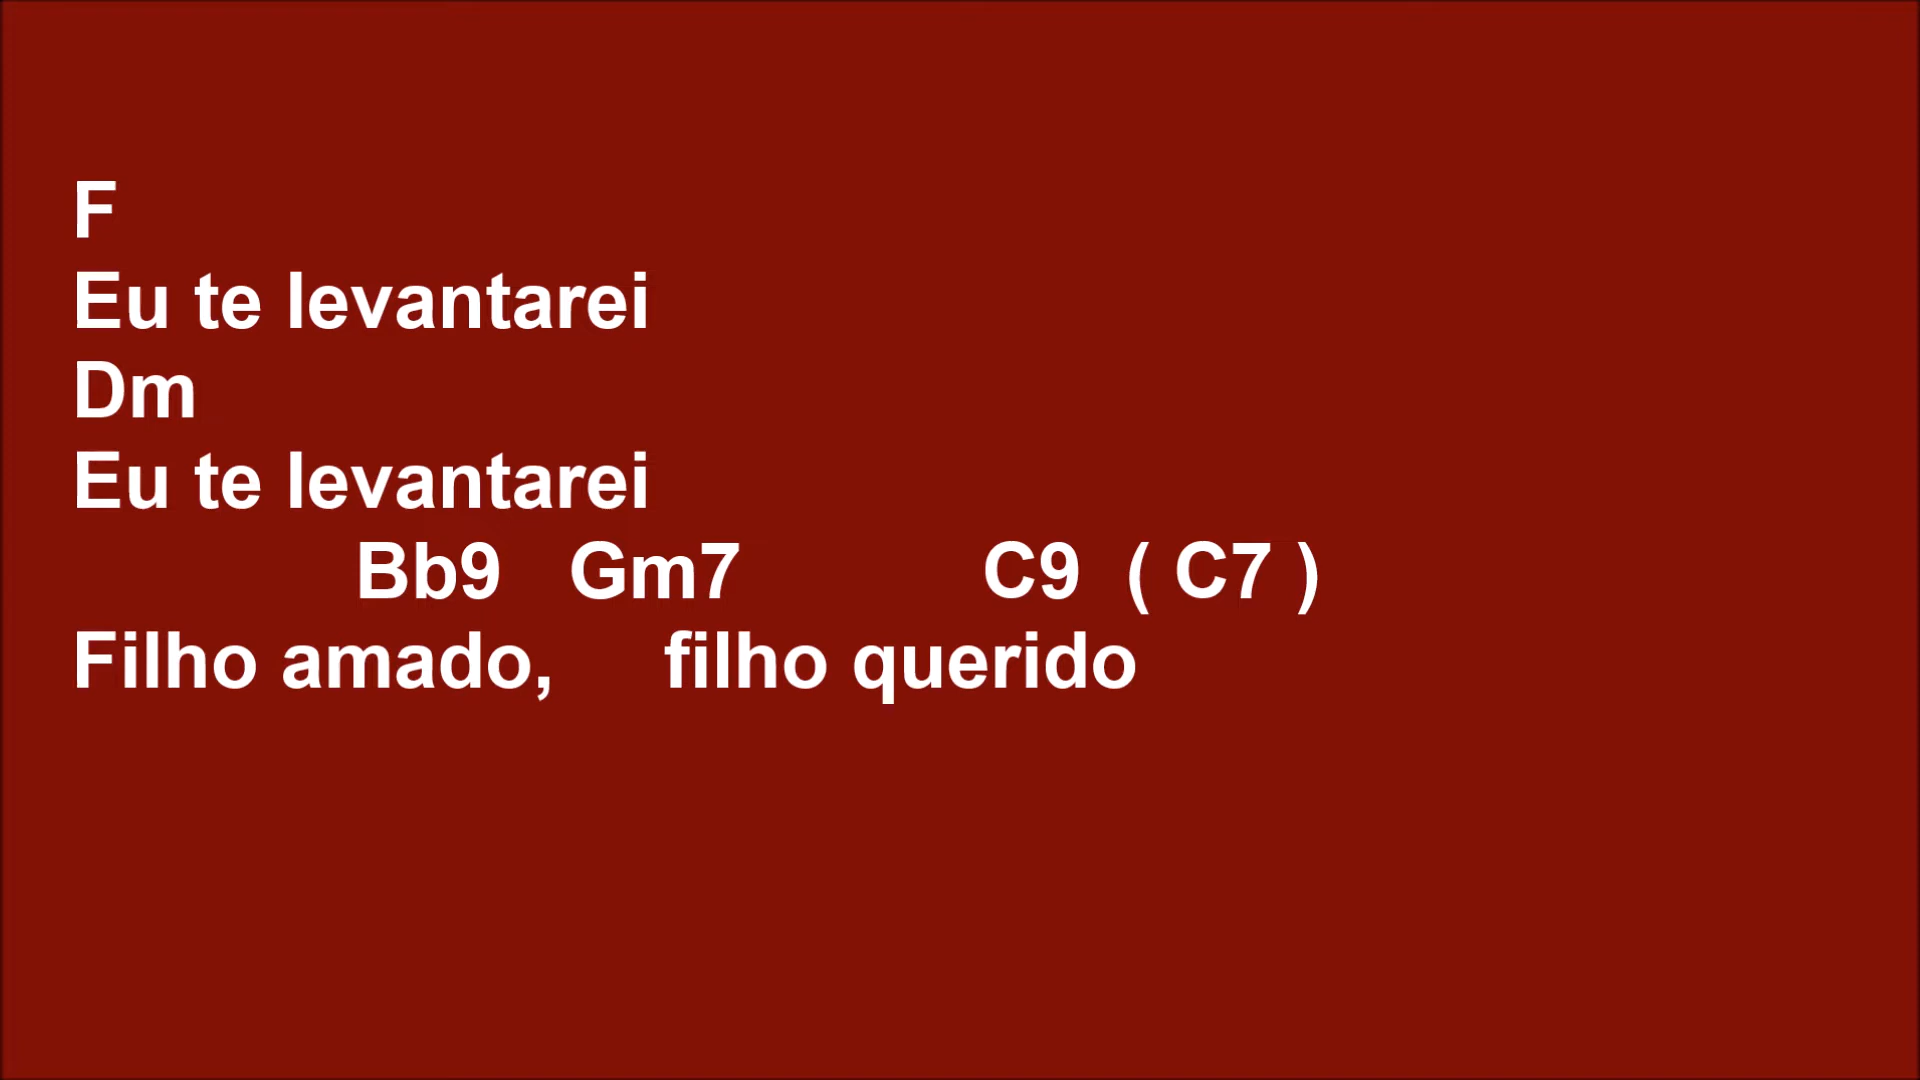 F
Eu te levantarei
Dm
Eu te levantarei
Bb9 Gm7 C9 ( C7 )
Filho amado, filho querido